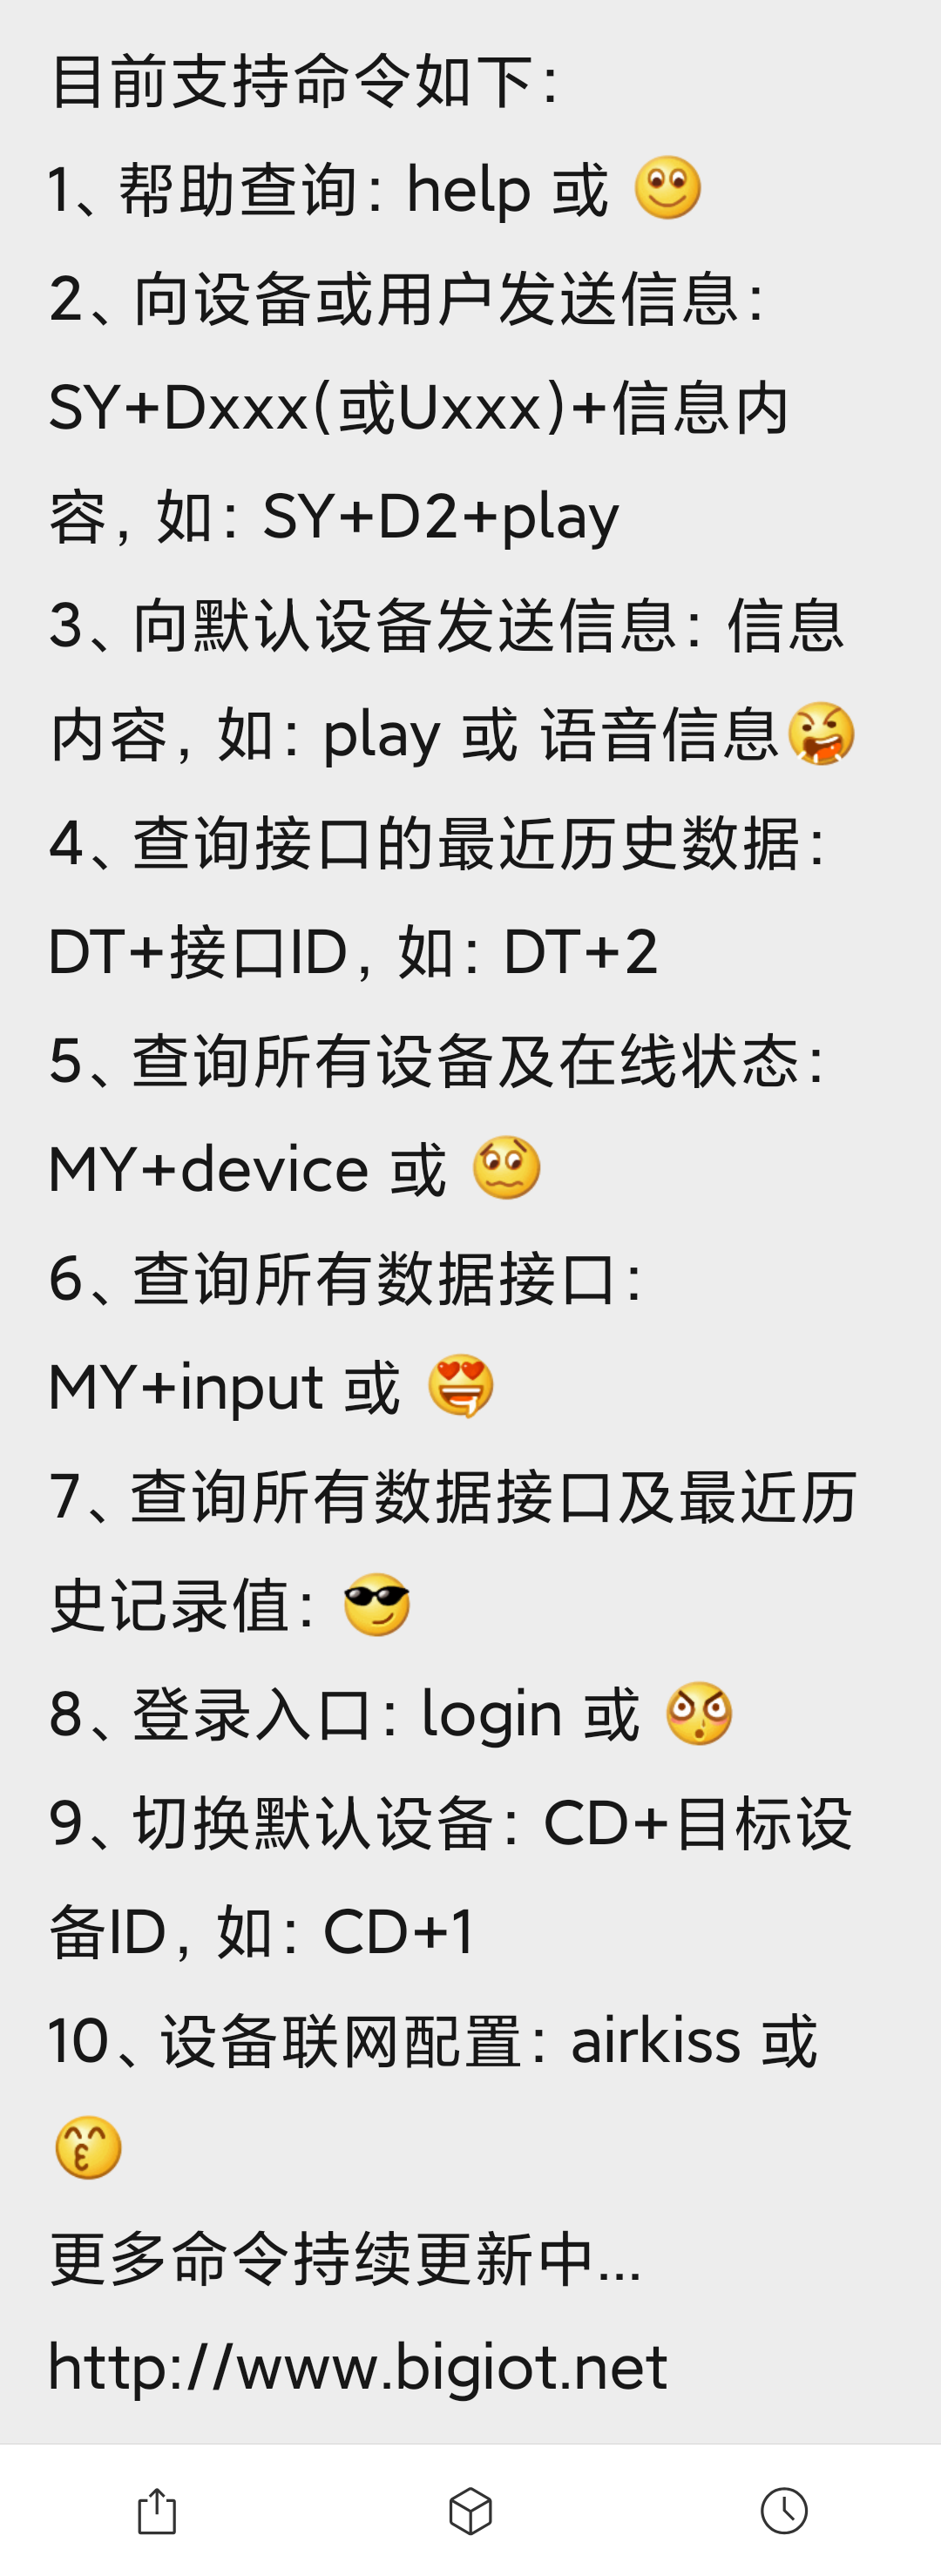 目前支持命令如下：
1、帮助查询：help 或 🙂
2、向设备或用户发送信息：
SY+Dxxx(或Uxxx)+信息内
容，如：SY+D2+play
3、向默认设备发送信息：信息
内容，如：play 或 语音信息
4、查询接口的最近历史数据：
DT+接口ID，如：DT+2
5、查询所有设备及在线状态：
MY+device 或
6、查询所有数据接口：
MY+input 或 😍
7、查询所有数据接口及最近历
史记录值：😎
8、登录入口：login 或
9、切换默认设备：CD+目标设
备ID，如：CD+1
10、设备联网配置：airkiss 或
😙
更多命令持续更新中...
http://www.bigiot.net